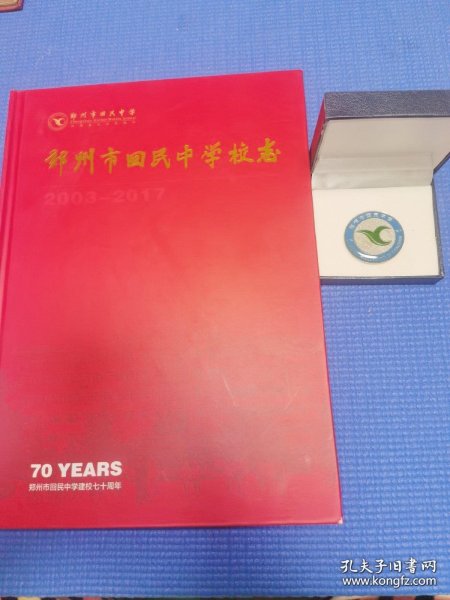 郑州市回民中学
郑州市回民中学校志
2003-2017
70 YEARS
郑州市回民中学建校七十周年
孔夫子旧书网
www.kongfz.com